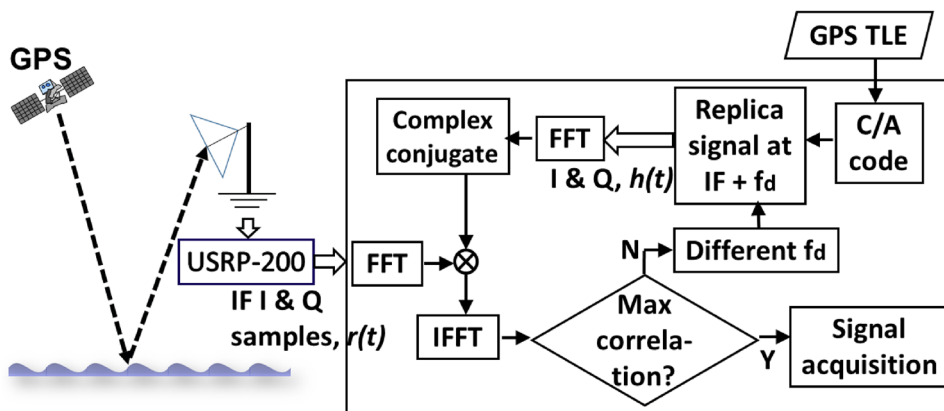 GPS TLE
GPS
Complex
conjugate
FFT
I & Q, h(t)
Replica
signal at
IF + fd
C/A
code
USRP-200
IF I & Q
samples, r(t)
FFT
IFFT
N
Different fd
Max
correla-
tion?
Y
Signal
acquisition